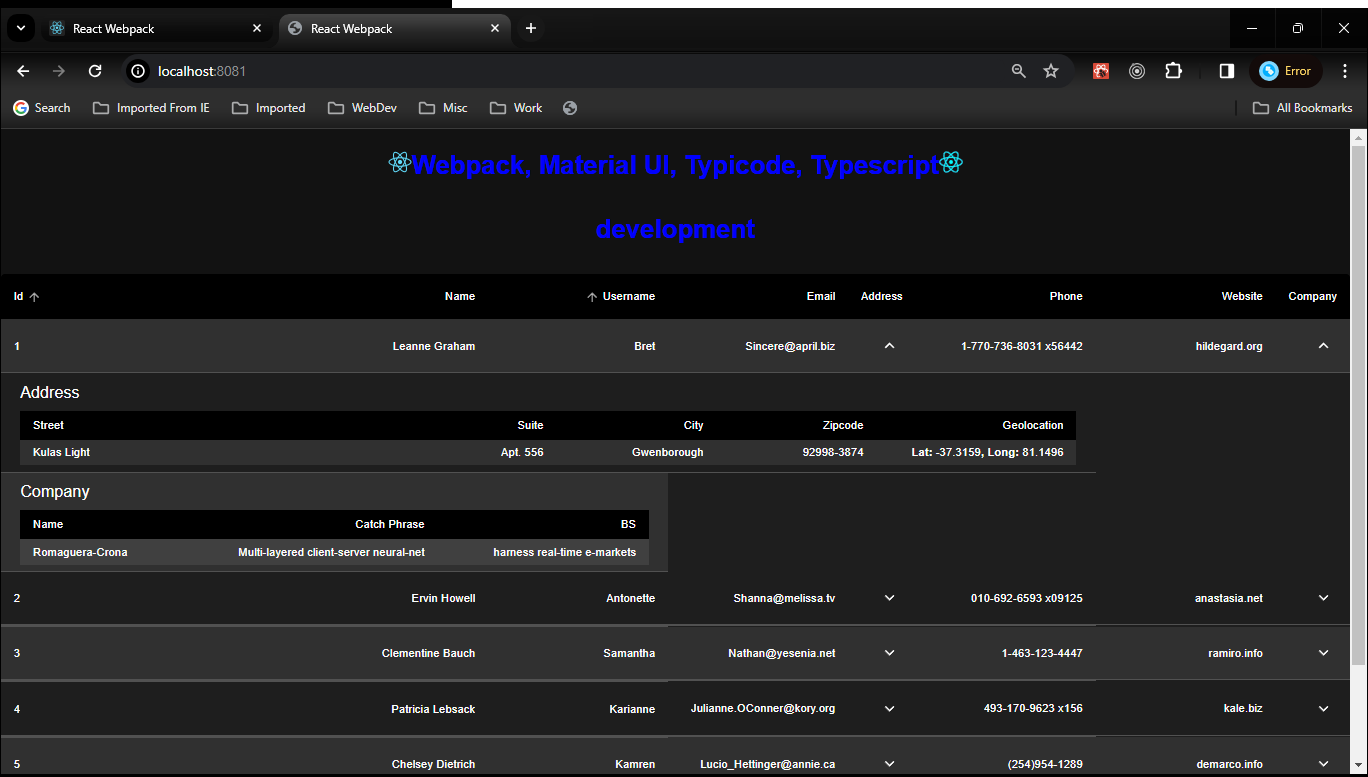 React Webpack React Webpack
localhost:8081 Error
Search Imported From IE Imported WebDev Misc Work All Bookmarks
Webpack, Material UI, Typicode, Typescript
development
Id Name Username Email Address Phone Website Company
1 Leanne Graham Bret Sincere@april.biz 1-770-736-8031 x56442 hildegard.org
Address
Street Suite City Zipcode Geolocation
Kulas Light Apt. 556 Gwenborough 92998-3874 Lat: -37.3159, Long: 81.1496
Company
Name Catch Phrase BS
Romaguera-Crona Multi-layered client-server neural-net harness real-time e-markets
2 Ervin Howell Antonette Shanna@melissa.tv 010-692-6593 x09125 anastasia.net
3 Clementine Bauch Samantha Nathan@yesenia.net 1-463-123-4447 ramiro.info
4 Patricia Lebsack Karianne Julianne.OConner@kory.org 493-170-9623 x156 kale.biz
5 Chelsey Dietrich Kamren Lucio_Hettinger@annie.ca (254)954-1289 demarco.info